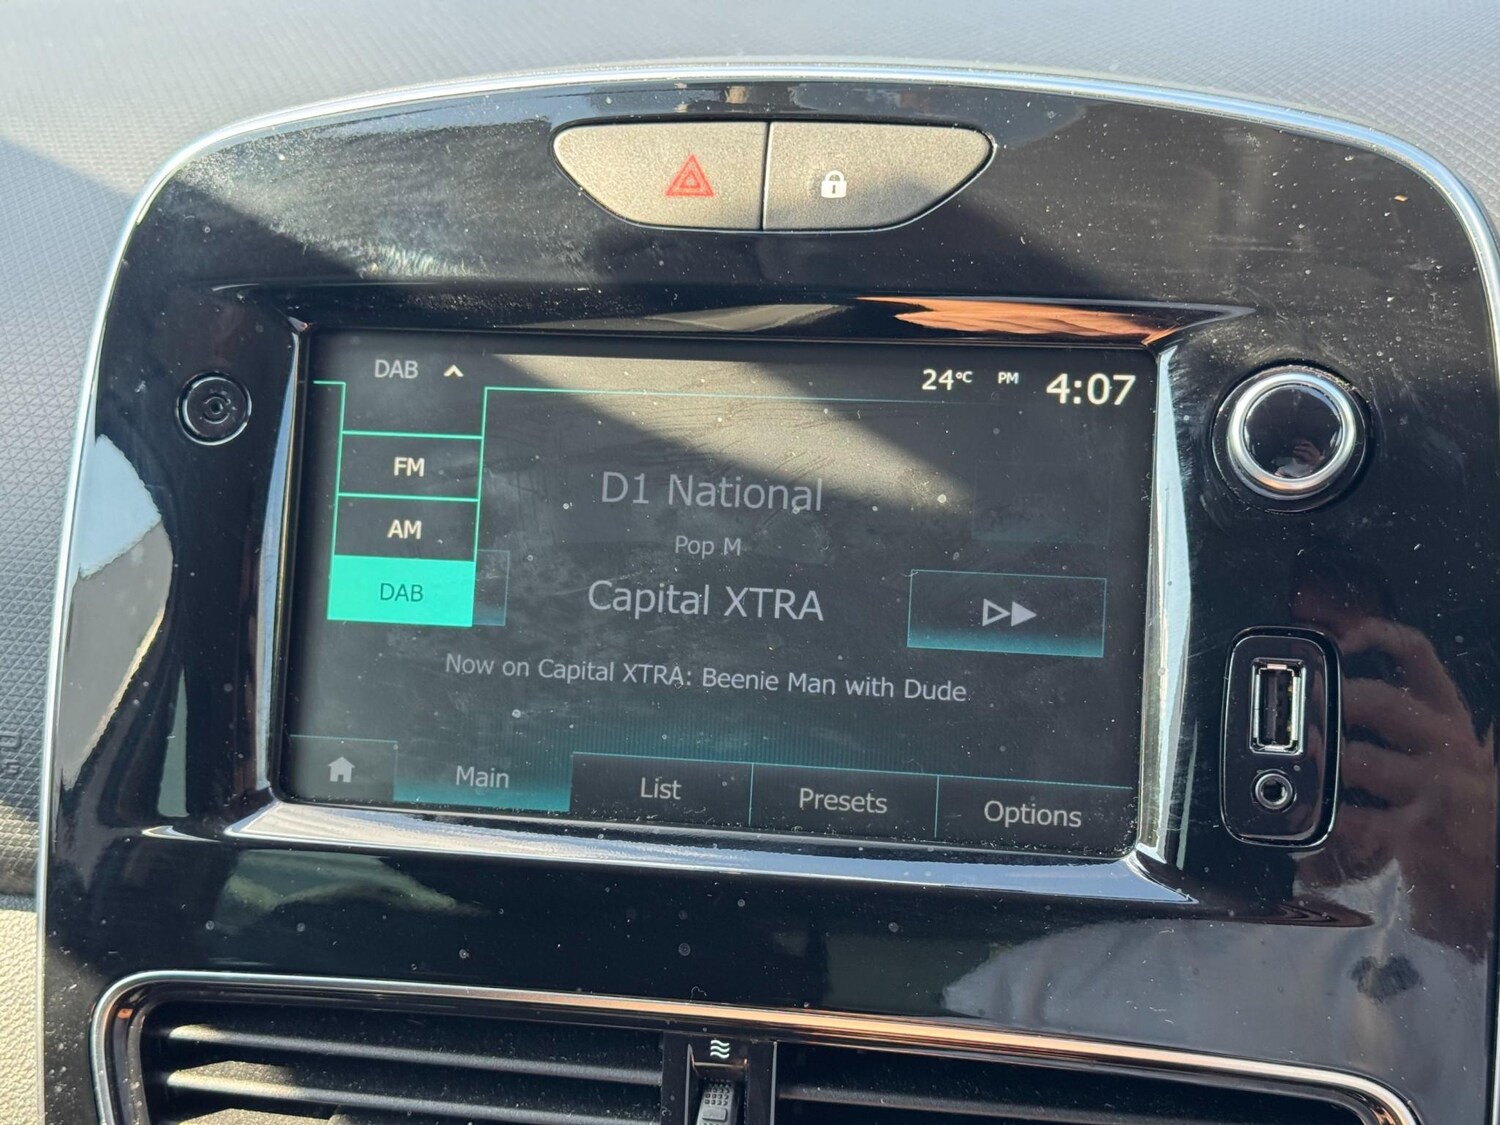 DAB
24°C PM 4:07
FM
AM
DAB
D1 National
Pop M
Capital XTRA
Now on Capital XTRA: Beenie Man with Dude
Main
List
Presets
Options